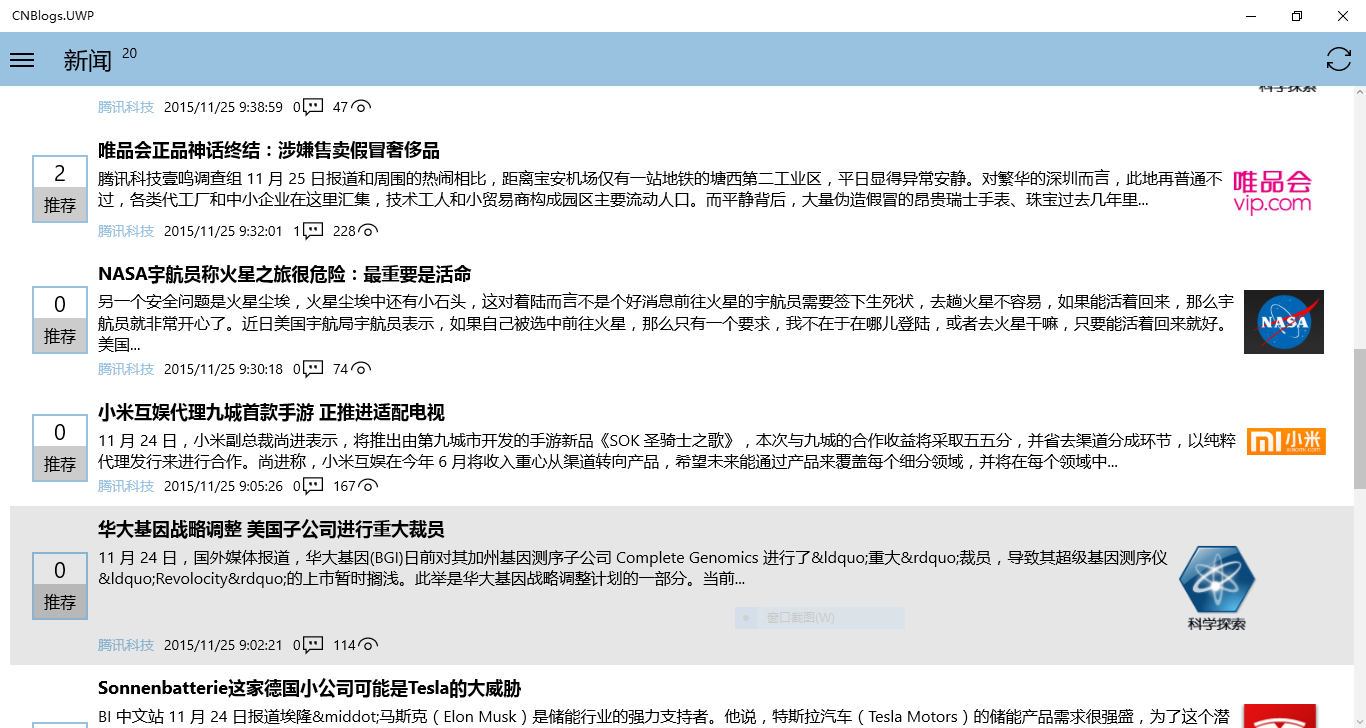 CNBlogs.UWP
新闻 20
科学探索
腾讯科技 2015/11/25 9:38:59 0 47
唯品会正品神话终结：涉嫌售卖假冒奢侈品
2
推荐
腾讯科技壹鸣调查组 11 月 25 日报道和周围的热闹相比，距离宝安机场仅有一站地铁的塘西第二工业区，平日显得异常安静。对繁华的深圳而言，此地再普通不
过，各类代工厂和中小企业在这里汇集，技术工人和小贸易商构成园区主要流动人口。而平静背后，大量伪造假冒的昂贵瑞士手表、珠宝过去几年里...
唯品会
vip.com
腾讯科技 2015/11/25 9:32:01 1 228
NASA宇航员称火星之旅很危险：最重要是活命
0
推荐
另一个安全问题是火星尘埃，火星尘埃中还有小石头，这对着陆而言不是个好消息前往火星的宇航员需要签下生死状，去趟火星不容易，如果能活着回来，那么宇
航员就非常开心了。近日美国宇航局宇航员表示，如果自己被选中前往火星，那么只有一个要求，我不在于在哪儿登陆，或者去火星干嘛，只要能活着回来就好。
美国...
NASA
腾讯科技 2015/11/25 9:30:18 0 74
小米互娱代理九城首款手游 正推进适配电视
0
推荐
11 月 24 日，小米副总裁尚进表示，将推出由第九城市开发的手游新品《SOK 圣骑士之歌》，本次与九城的合作收益将采取五五分，并省去渠道分成环节，以纯粹
代理发行来进行合作。尚进称，小米互娱在今年 6 月将收入重心从渠道转向产品，希望未来能通过产品来覆盖每个细分领域，并将在每个领域中...
小米
xiaomi.com
腾讯科技 2015/11/25 9:05:26 0 167
华大基因战略调整 美国子公司进行重大裁员
0
推荐
11 月 24 日，国外媒体报道，华大基因(BGI)日前对其加州基因测序子公司 Complete Genomics 进行了&ldquo;重大&rdquo;裁员，导致其超级基因测序仪
&ldquo;Revolocity&rdquo;的上市暂时搁浅。此举是华大基因战略调整计划的一部分。当前...
窗口截图(W)
科学探索
腾讯科技 2015/11/25 9:02:21 0 114
Sonnenbatterie这家德国小公司可能是Tesla的大威胁
BI 中文站 11 月 24 日报道埃隆&middot;马斯克（Elon Musk）是储能行业的强力支持者。他说，特斯拉汽车（Tesla Motors）的储能产品需求很强盛，为了这个潜